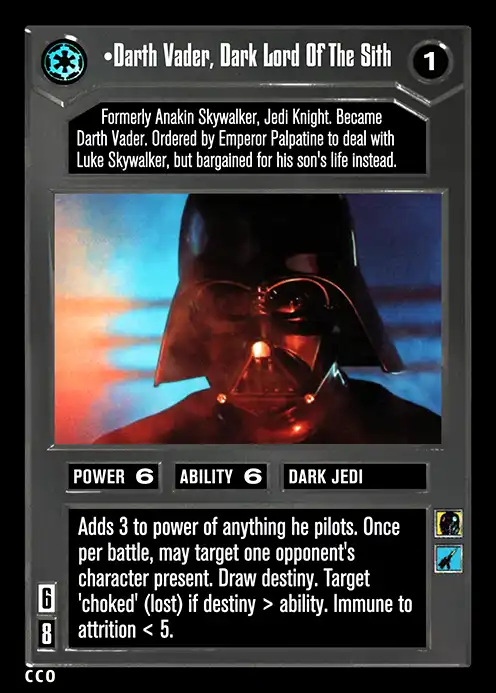 •Darth Vader, Dark Lord Of The Sith
1
Formerly Anakin Skywalker, Jedi Knight. Became
Darth Vader. Ordered by Emperor Palpatine to deal with
Luke Skywalker, but bargained for his son's life instead.
POWER 6 ABILITY 6 DARK JEDI
Adds 3 to power of anything he pilots. Once
per battle, may target one opponent's
character present. Draw destiny. Target
'choked' (lost) if destiny > ability. Immune to
attrition < 5.
6
8
CCO